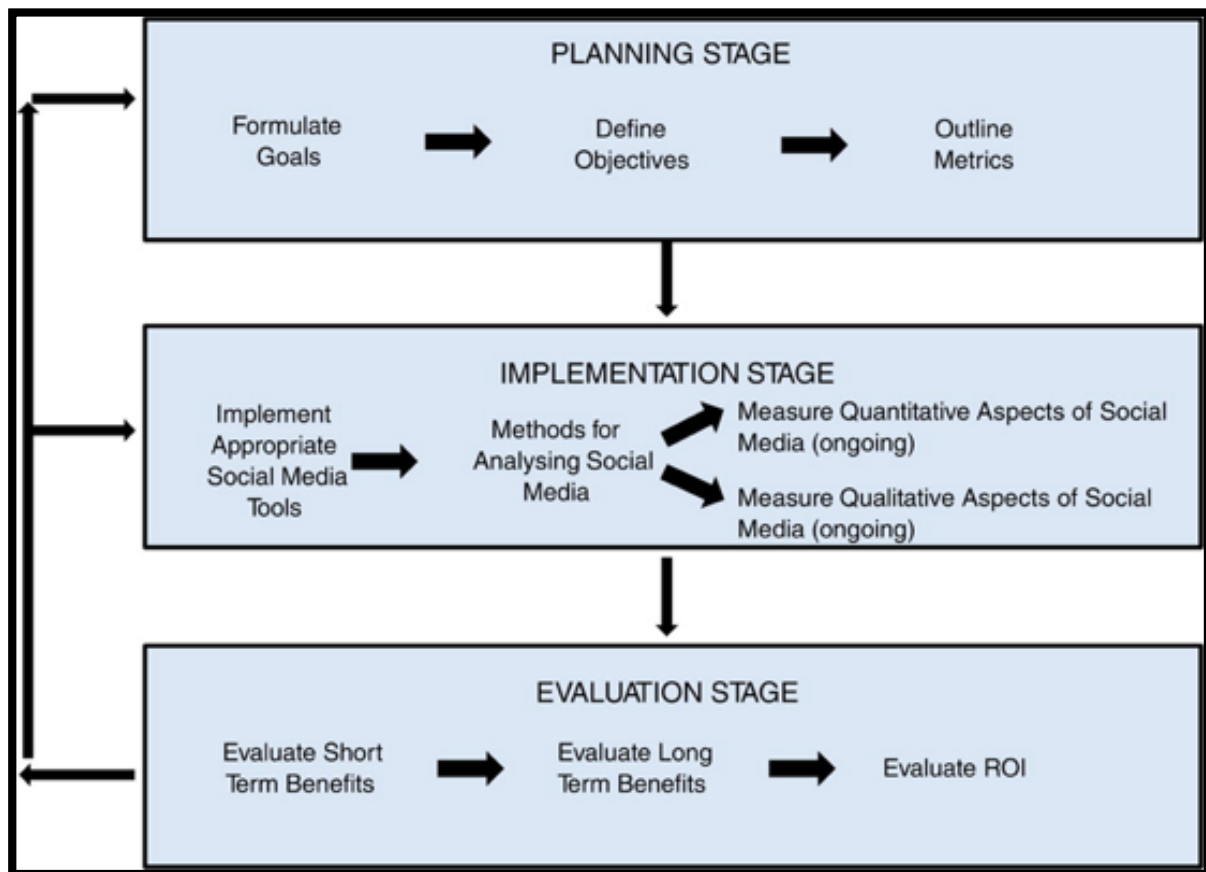 PLANNING STAGE
Formulate
Goals
Define
Objectives
Outline
Metrics
IMPLEMENTATION STAGE
Implement
Appropriate
Social Media
Tools
Methods for
Analysing Social
Media
Measure Quantitative Aspects of Social
Media (ongoing)
Measure Qualitative Aspects of Social
Media (ongoing)
EVALUATION STAGE
Evaluate Short
Term Benefits
Evaluate Long
Term Benefits
Evaluate ROI